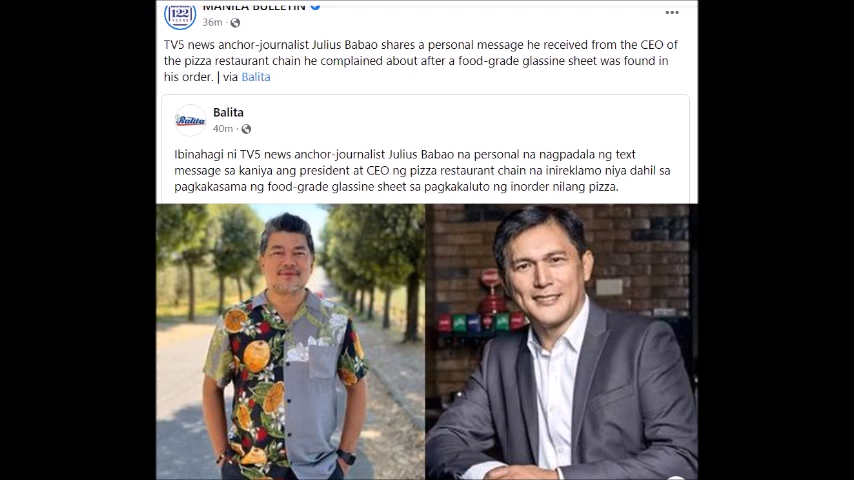 MANILA BULLETIN
122
YEARS
36m ·
TV5 news anchor-journalist Julius Babao shares a personal message he received from the CEO of
the pizza restaurant chain he complained about after a food-grade glassine sheet was found in
his order. | via Balita
Balita
Balita
40m ·
Ibinahagi ni TV5 news anchor-journalist Julius Babao na personal na nagpadala ng text
message sa kaniya ang president at CEO ng pizza restaurant chain na inireklamo niya dahil sa
pagkakasama ng food-grade glassine sheet sa pagkakaluto ng inorder nilang pizza.